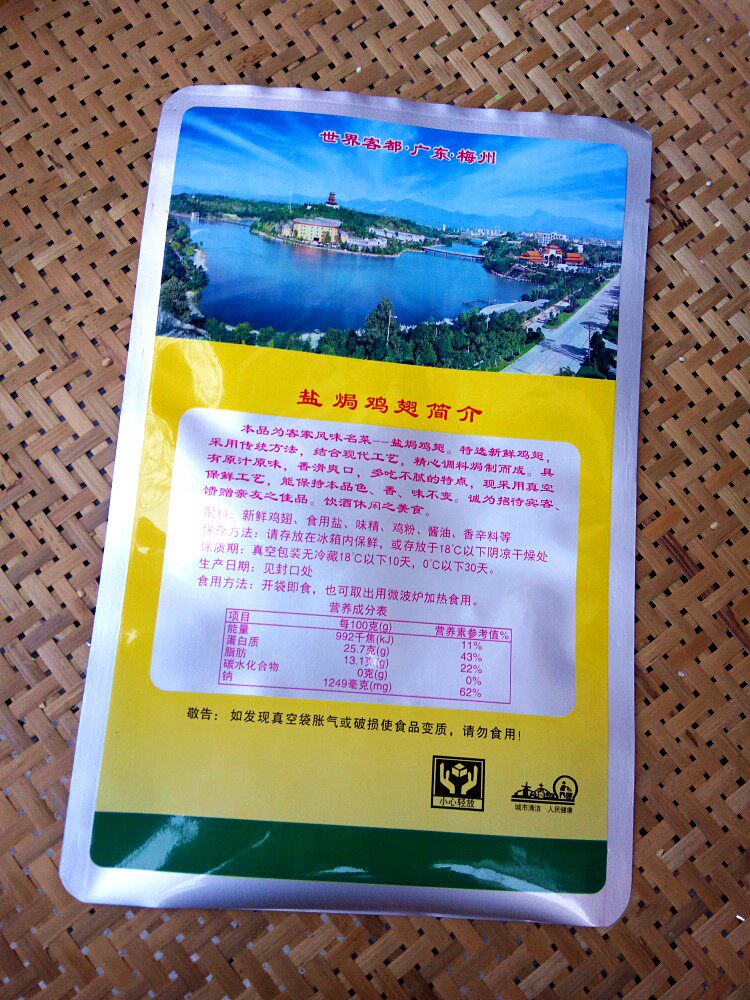 世界客都·广东·梅州
盐焗鸡翅简介
本品为客家风味名菜--盐焗鸡翅。特选新鲜鸡翅，
采用传统方法，结合现代工艺，精心调料焗制而成。具
有原汁原味，香滑爽口，多吃不腻的特点，现采用真空
保鲜工艺，能保持本品色、香、味不变。诚为招待宾客、
馈赠亲友之佳品。饮酒休闲之美食。
配料：新鲜鸡翅、食用盐、味精、鸡粉、酱油、香辛料等
保存方法：请存放在冰箱内保鲜，或存放于18℃以下阴凉干燥处
保质期：真空包装无冷藏18℃以下10天，0℃以下30天。
生产日期：见封口处
食用方法：开袋即食，也可取出用微波炉加热食用。
营养成分表
项目 每100克(g) 营养素参考值%
能量 992千焦(kJ) 11%
蛋白质 25.7克(g) 43%
脂肪 13.1克(g) 22%
碳水化合物 0克(g) 0%
钠 1249毫克(mg) 62%
敬告：如发现真空袋胀气或破损使食品变质，请勿食用！
小心轻放
城市清洁 人民健康